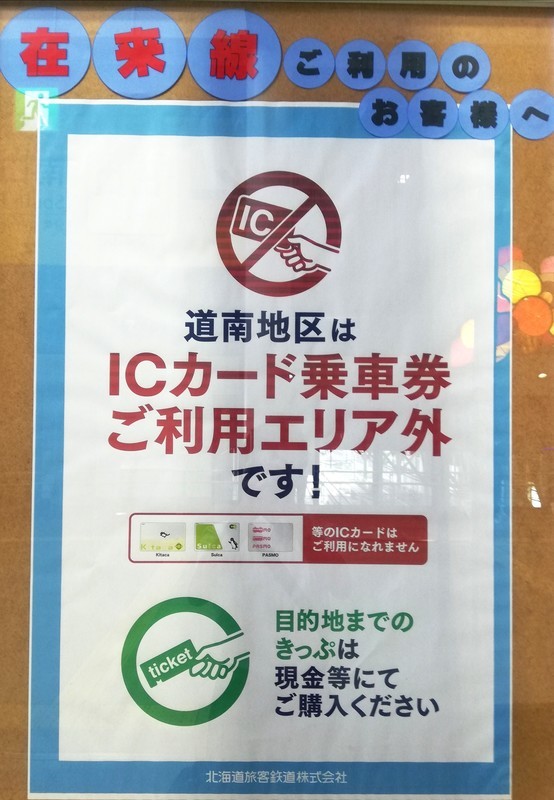 在来線ご利用の
お客様へ
IC
道南地区は
ICカード乗車券
ご利用エリア外
です!
Kitaca
Suica
PASMO
Kitaca
Suica
PASMO
等のICカードは
ご利用になれません
ticket
目的地までの
きっぷは
現金等にて
ご購入ください
北海道旅客鉄道株式会社